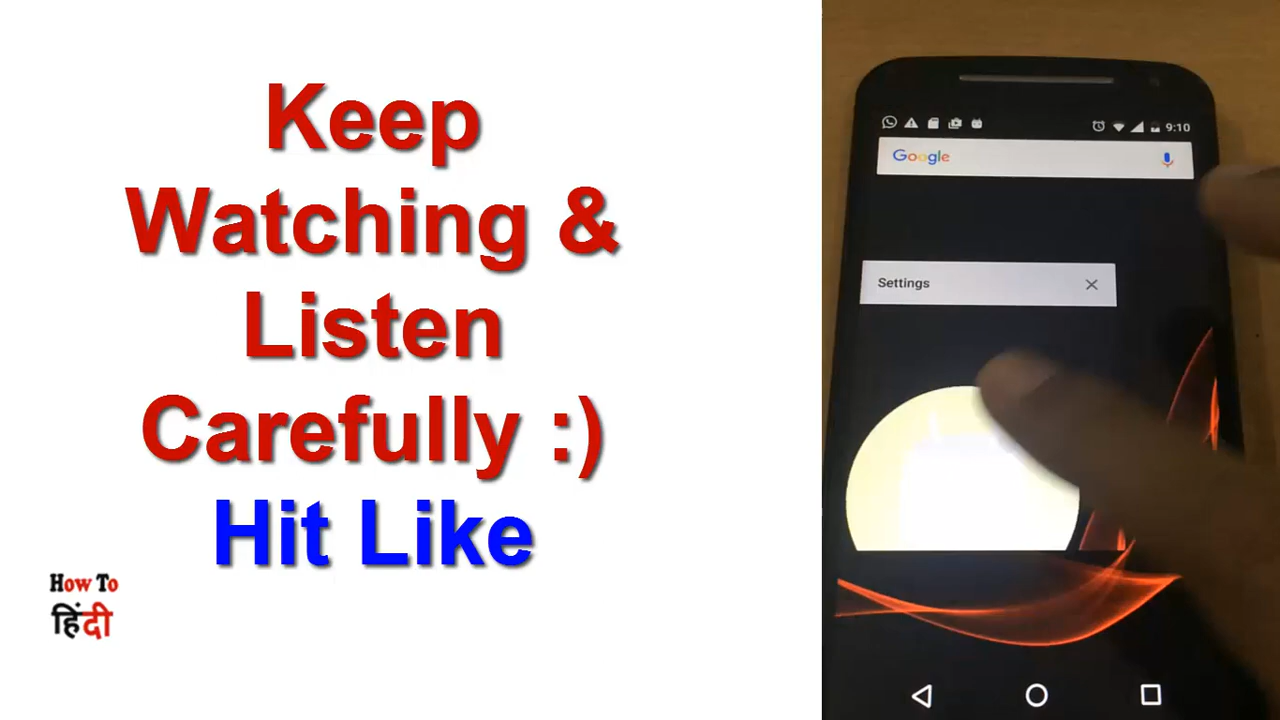 Keep
Watching &
Listen
Carefully :)
Hit Like
How To
हिंदी
9:10
Google
Settings